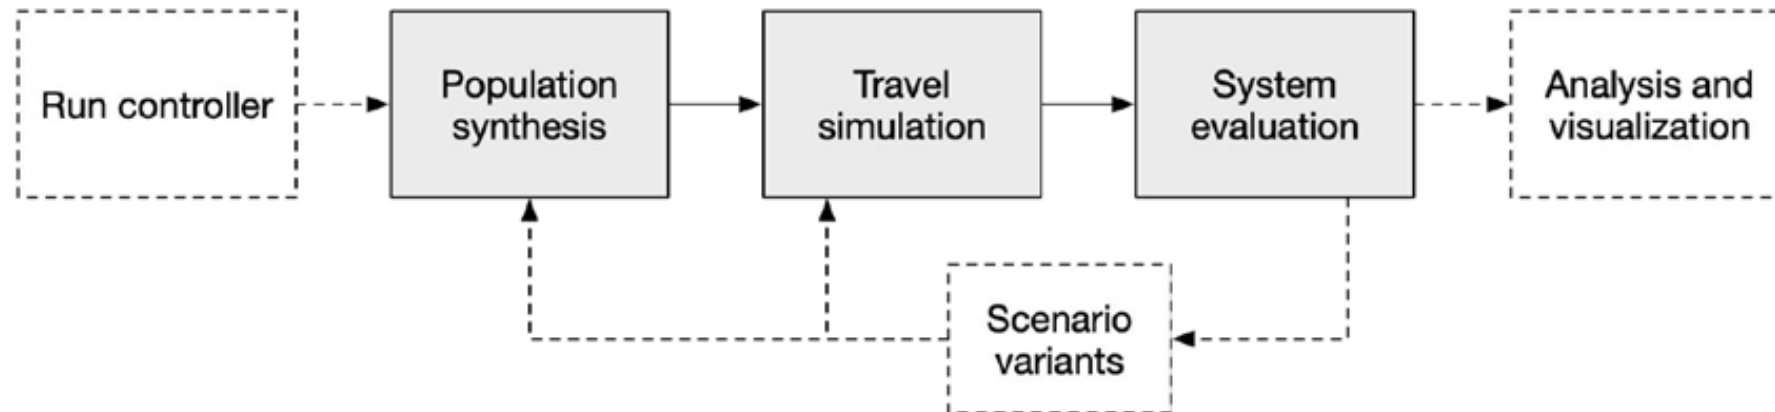 Run controller
Population
synthesis
Travel
simulation
System
evaluation
Analysis and
visualization
Scenario
variants